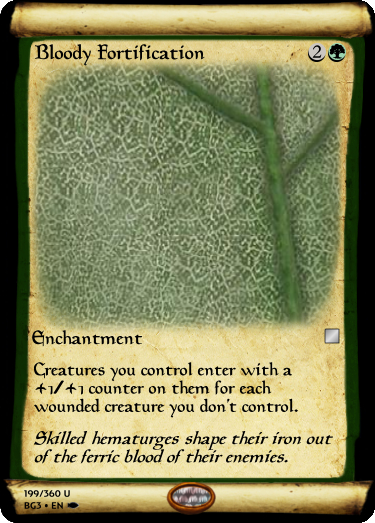 Bloody Fortification 2
Enchantment
Creatures you control enter with a
+1/+1 counter on them for each
wounded creature you don't control.
Skilled hematurges shape their iron out
of the ferric blood of their enemies.
199/360 U
BG3 • EN